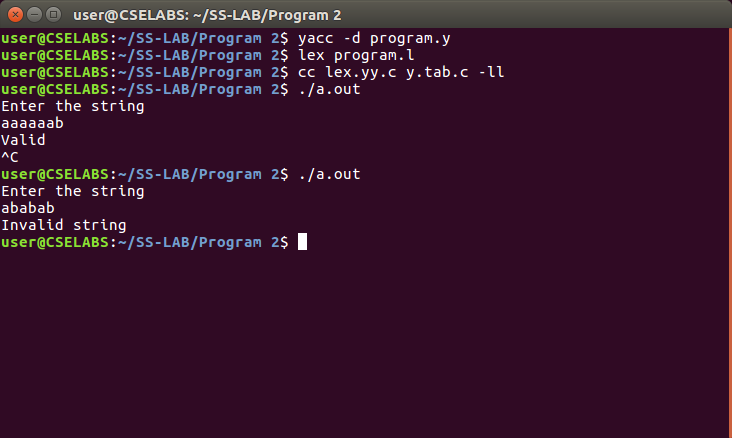 user@CSELABS: ~/SS-LAB/Program 2
user@CSELABS:~/SS-LAB/Program 2$ yacc -d program.y
user@CSELABS:~/SS-LAB/Program 2$ lex program.l
user@CSELABS:~/SS-LAB/Program 2$ cc lex.yy.c y.tab.c -ll
user@CSELABS:~/SS-LAB/Program 2$ ./a.out
Enter the string
aaaaaab
Valid
^C
user@CSELABS:~/SS-LAB/Program 2$ ./a.out
Enter the string
ababab
Invalid string
user@CSELABS:~/SS-LAB/Program 2$